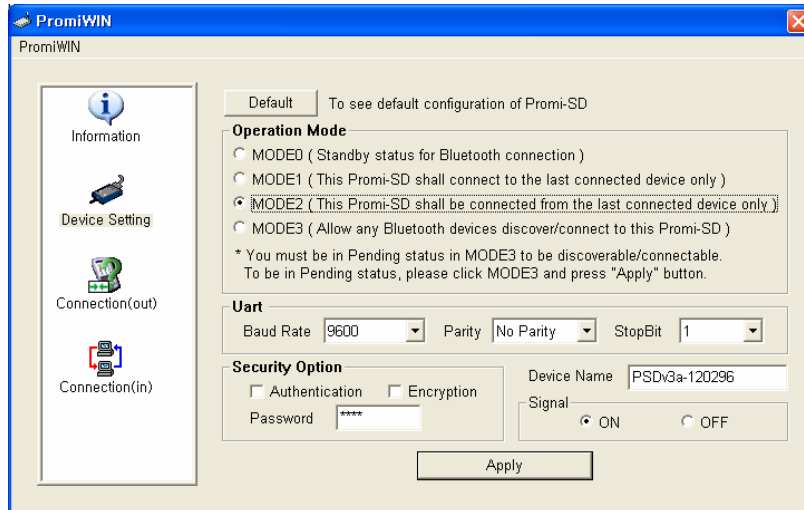 PromiWIN
PromiWIN
Information
Device Setting
Connection(out)
Connection(in)
Default To see default configuration of Promi-SD
Operation Mode
MODE0 ( Standby status for Bluetooth connection )
MODE1 ( This Promi-SD shall connect to the last connected device only )
MODE2 ( This Promi-SD shall be connected from the last connected device only )
MODE3 ( Allow any Bluetooth devices discover/connect to this Promi-SD )
* You must be in Pending status in MODE3 to be discoverable/connectable.
To be in Pending status, please click MODE3 and press "Apply" button.
Uart
Baud Rate 9600 Parity No Parity StopBit 1
Security Option
Authentication Encryption
Password ****
Device Name PSDv3a-120296
Signal
ON OFF
Apply